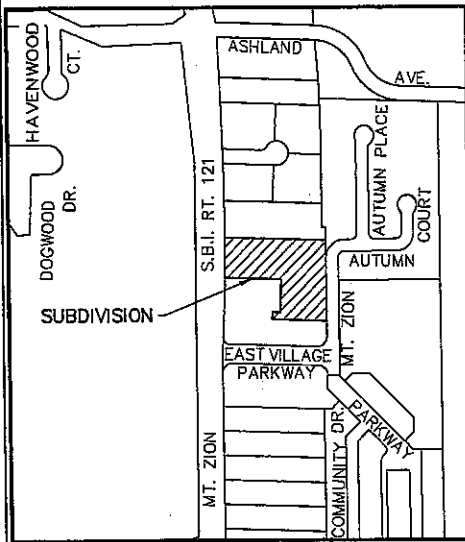 HAVENWOOD
CT.
DOGWOOD
DR.
ASHLAND
AVE.
S.B.I. RT. 121
AUTUMN PLACE
AUTUMN
COURT
SUBDIVISION
MT. ZION
EAST VILLAGE
PARKWAY
MT. ZION
PARKWAY
COMMUNITY DR.